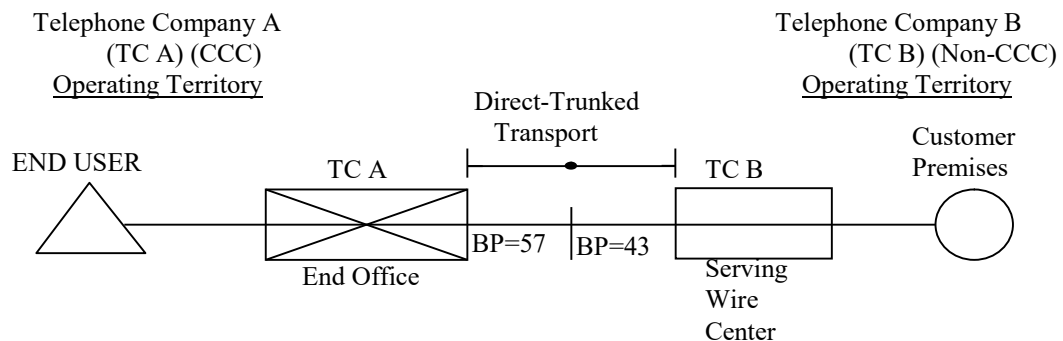 Telephone Company A
(TC A) (CCC)
Operating Territory
Telephone Company B
(TC B) (Non-CCC)
Operating Territory
Direct-Trunked
Transport
Customer
Premises
END USER
TC A
TC B
BP=57
BP=43
End Office
Serving
Wire
Center